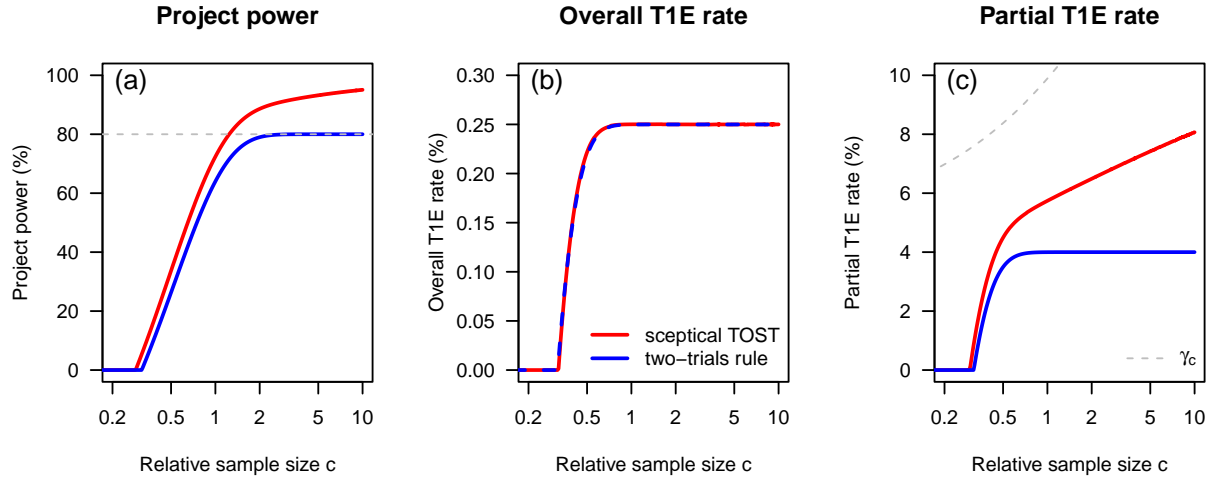 Project power
Overall T1E rate
Partial T1E rate
(a)
(b)
(c)
Project power (%)
100
80
60
40
20
0
0.2 0.5 1 2 5 10
Relative sample size c
Overall T1E rate (%)
0.30
0.25
0.20
0.15
0.10
0.05
0.00
sceptical TOST
two−trials rule
0.2 0.5 1 2 5 10
Relative sample size c
Partial T1E rate (%)
10
8
6
4
2
0
γc
0.2 0.5 1 2 5 10
Relative sample size c